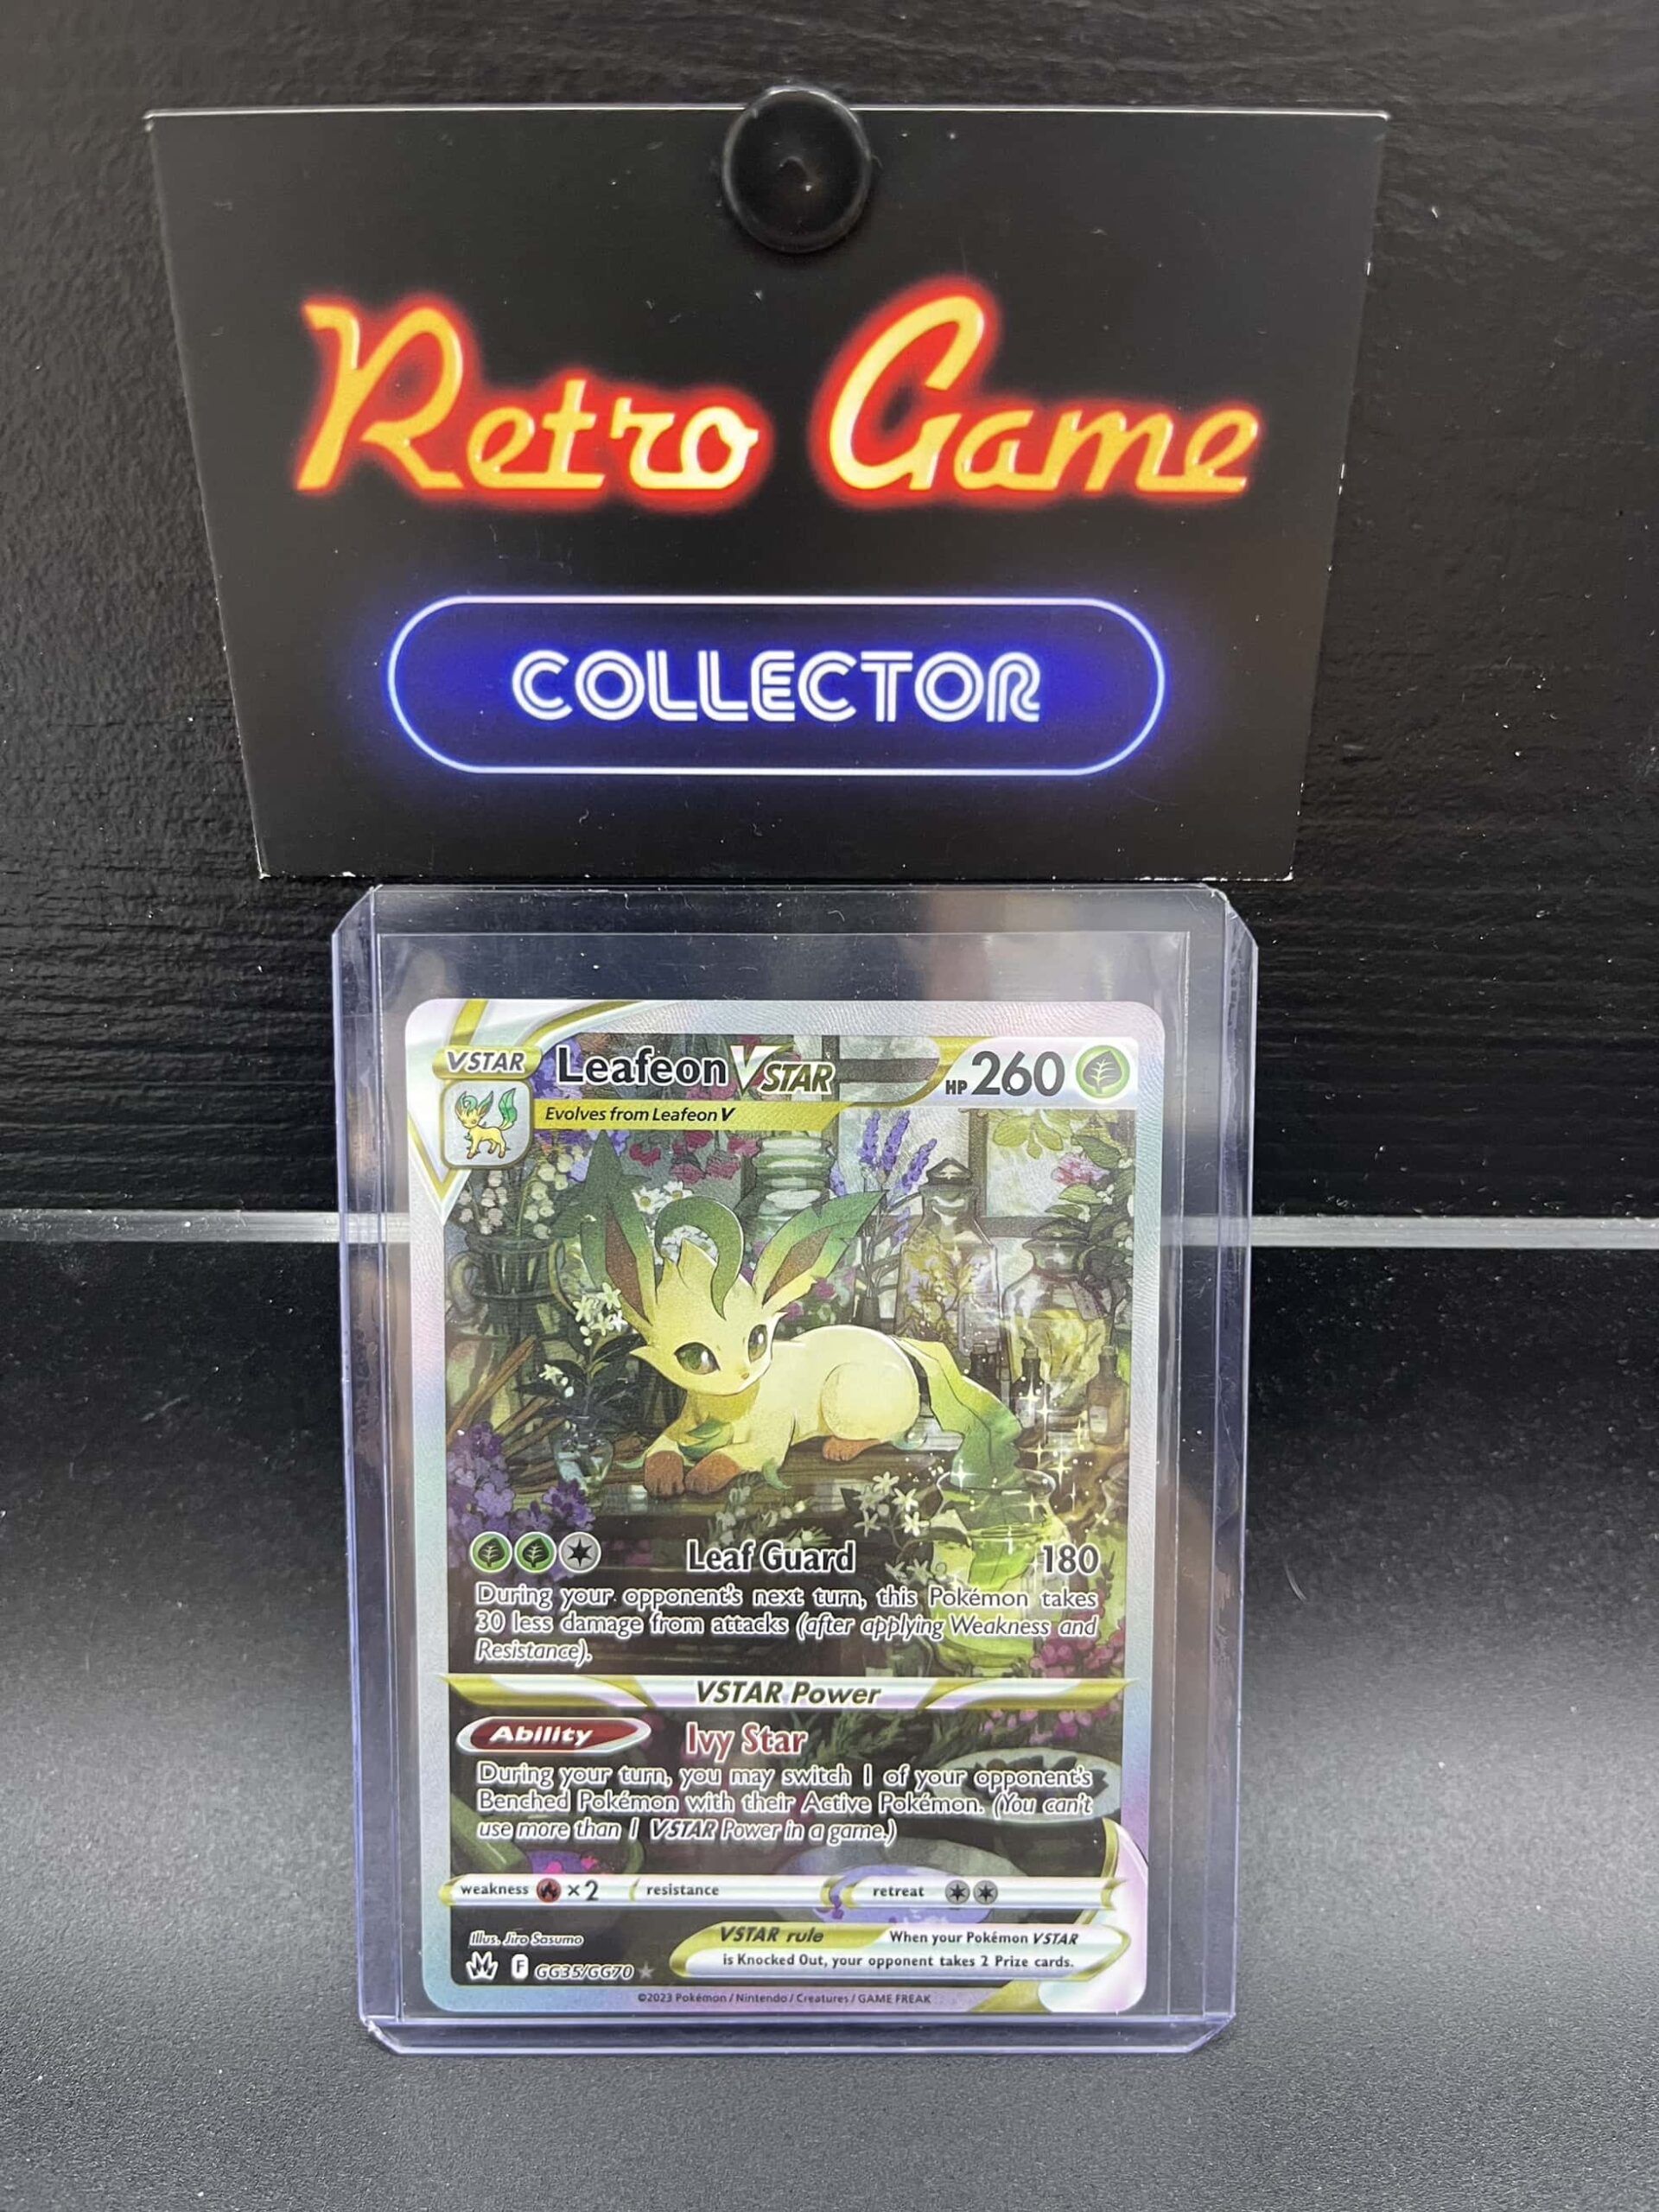 Retro Game
COLLECTOR
VSTAR Leafeon VSTAR HP 260
Evolves from Leafeon V
Leaf Guard 180
During your opponent's next turn, this Pokémon takes
30 less damage from attacks (after applying Weakness and
Resistance).
VSTAR Power
Ability Ivy Star
During your turn, you may switch 1 of your opponent's
Benched Pokémon with their Active Pokémon. (You can't
use more than 1 VSTAR Power in a game.)
weakness ×2 resistance retreat
Illus. Jiro Sasumo
VSTAR rule When your Pokémon VSTAR
is Knocked Out, your opponent takes 2 Prize cards.
F GG35/GG70
©2023 Pokémon / Nintendo / Creatures / GAME FREAK